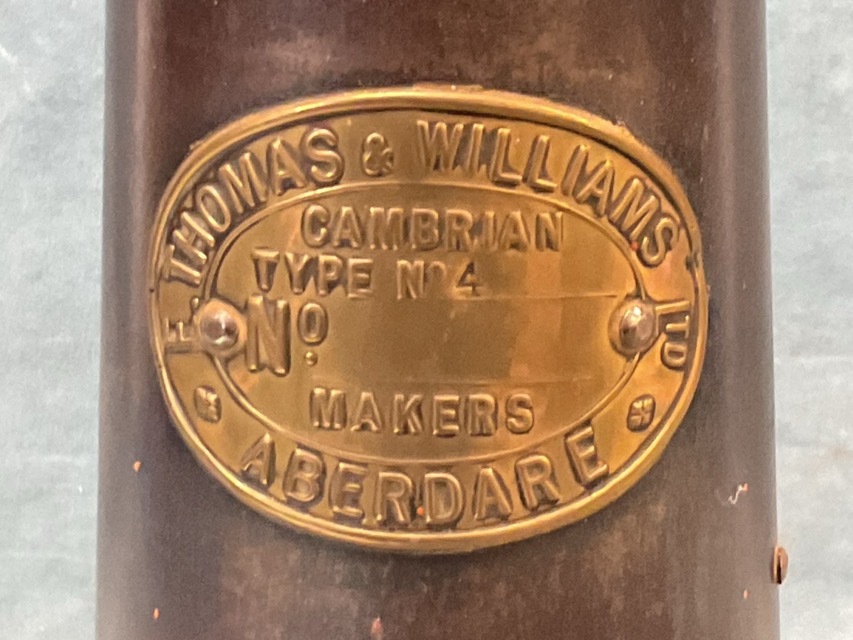 E. THOMAS & WILLIAMS LTD
CAMBRIAN
TYPE Nº 4
Nº
MAKERS
ABERDARE